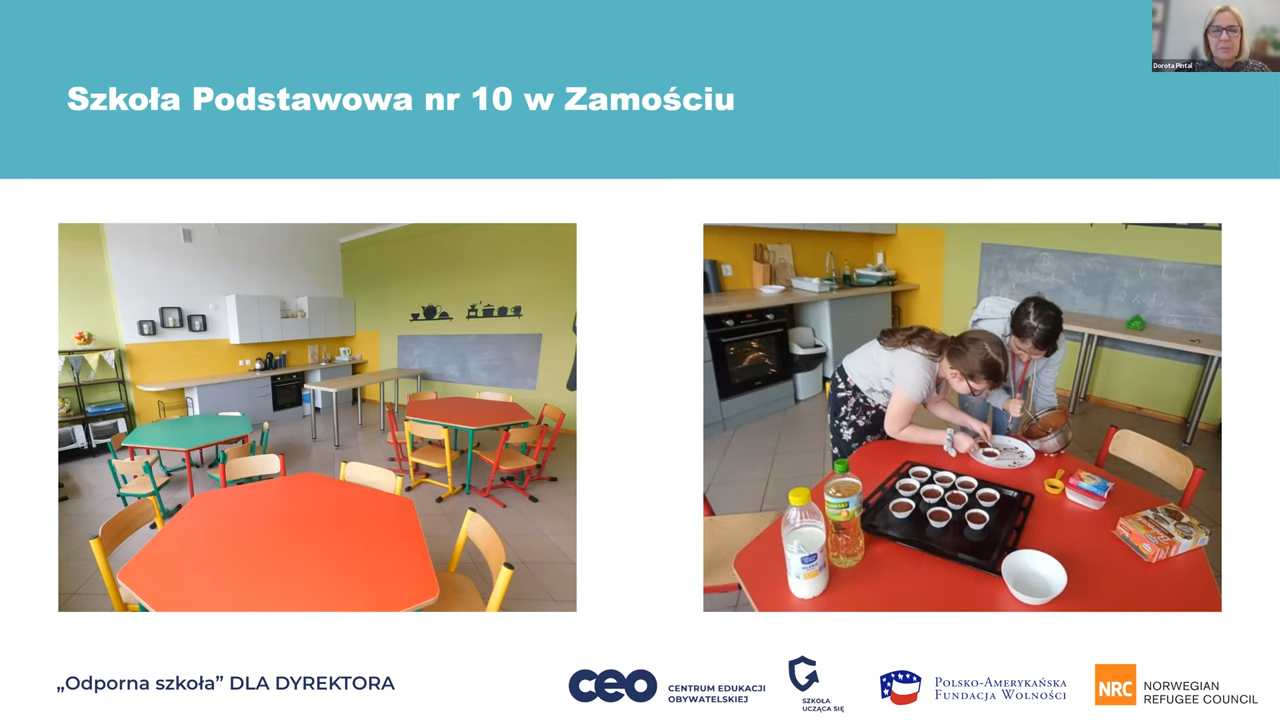 Dorota Pintal
Szkoła Podstawowa nr 10 w Zamościu
„Odporna szkoła” DLA DYREKTORA
ceo
CENTRUM EDUKACJI
OBYWATELSKIEJ
SZKOŁA
UCZĄCA SIĘ
POLSKO-AMERYKAŃSKA
FUNDACJA WOLNOŚCI
NRC
NORWEGIAN
REFUGEE COUNCIL